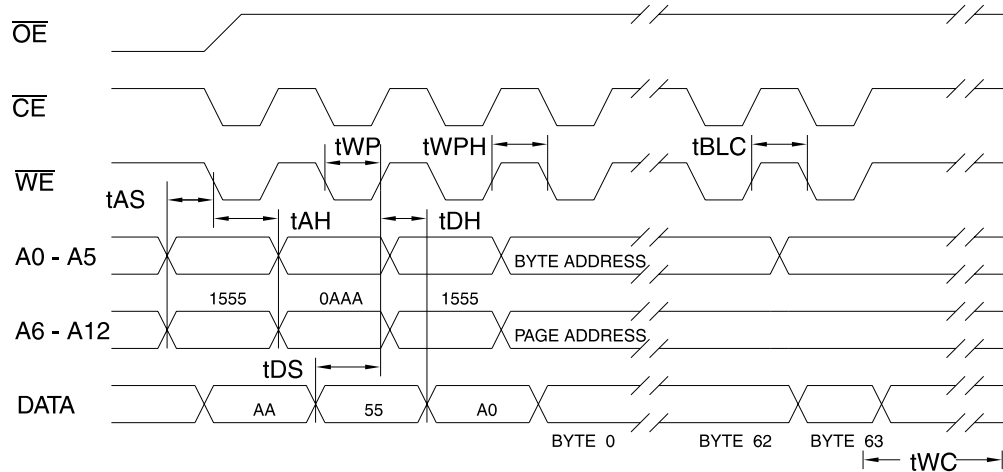 OE
CE
tWP tWPH tBLC
WE
tAS
tAH tDH
A0 - A5 BYTE ADDRESS
1555 0AAA 1555
A6 - A12 PAGE ADDRESS
tDS
DATA AA 55 A0
BYTE 0 BYTE 62 BYTE 63
tWC